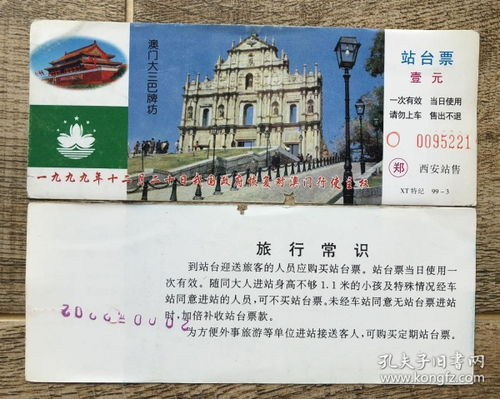 澳门大三巴牌坊
站台票
壹元
一次有效 当日使用
请勿上车 售出不退
0095221
郑 西安站售
XT特纪 99-3
一九九九年十二月二十日我国政府恢复对澳门行使主权
旅行常识
到站台迎送旅客的人员应购买站台票。站台票当日使用
一次有效。随同大人进站身高不够1.1米的小孩及特殊情况经车
站同意进站的人员,可不买站台票。未经车站同意无站台票进站
时,加倍补收站台票款。
为方便外事旅游等单位进站接送客人,可购买定期站台票。
孔夫子旧书网
www.kongfz.com